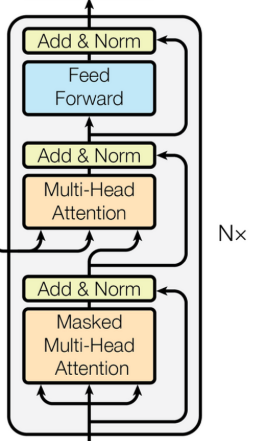 Add & Norm
Feed
Forward
Add & Norm
Multi-Head
Attention
N×
Add & Norm
Masked
Multi-Head
Attention